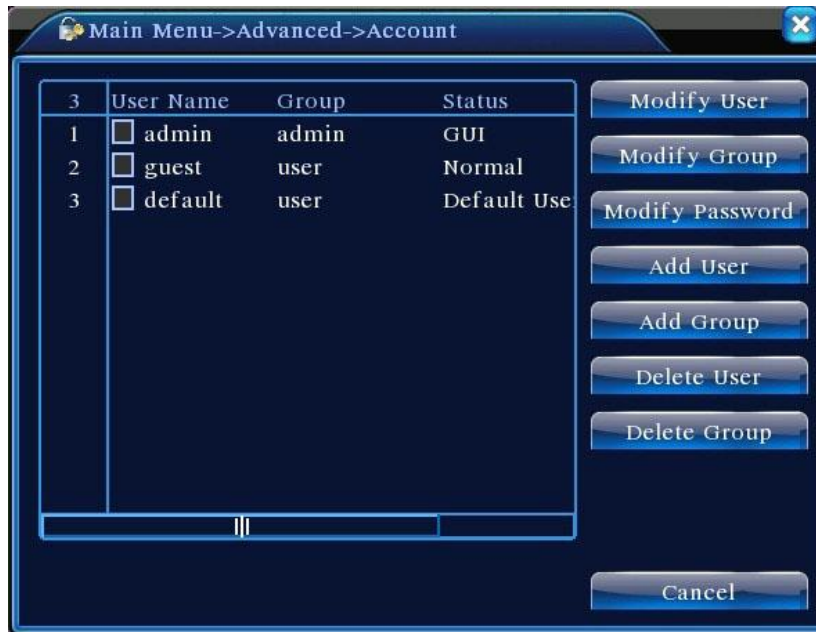 Main Menu->Advanced->Account
3 User Name Group Status
1 admin admin GUI
2 guest user Normal
3 default user Default Use
Modify User
Modify Group
Modify Password
Add User
Add Group
Delete User
Delete Group
Cancel